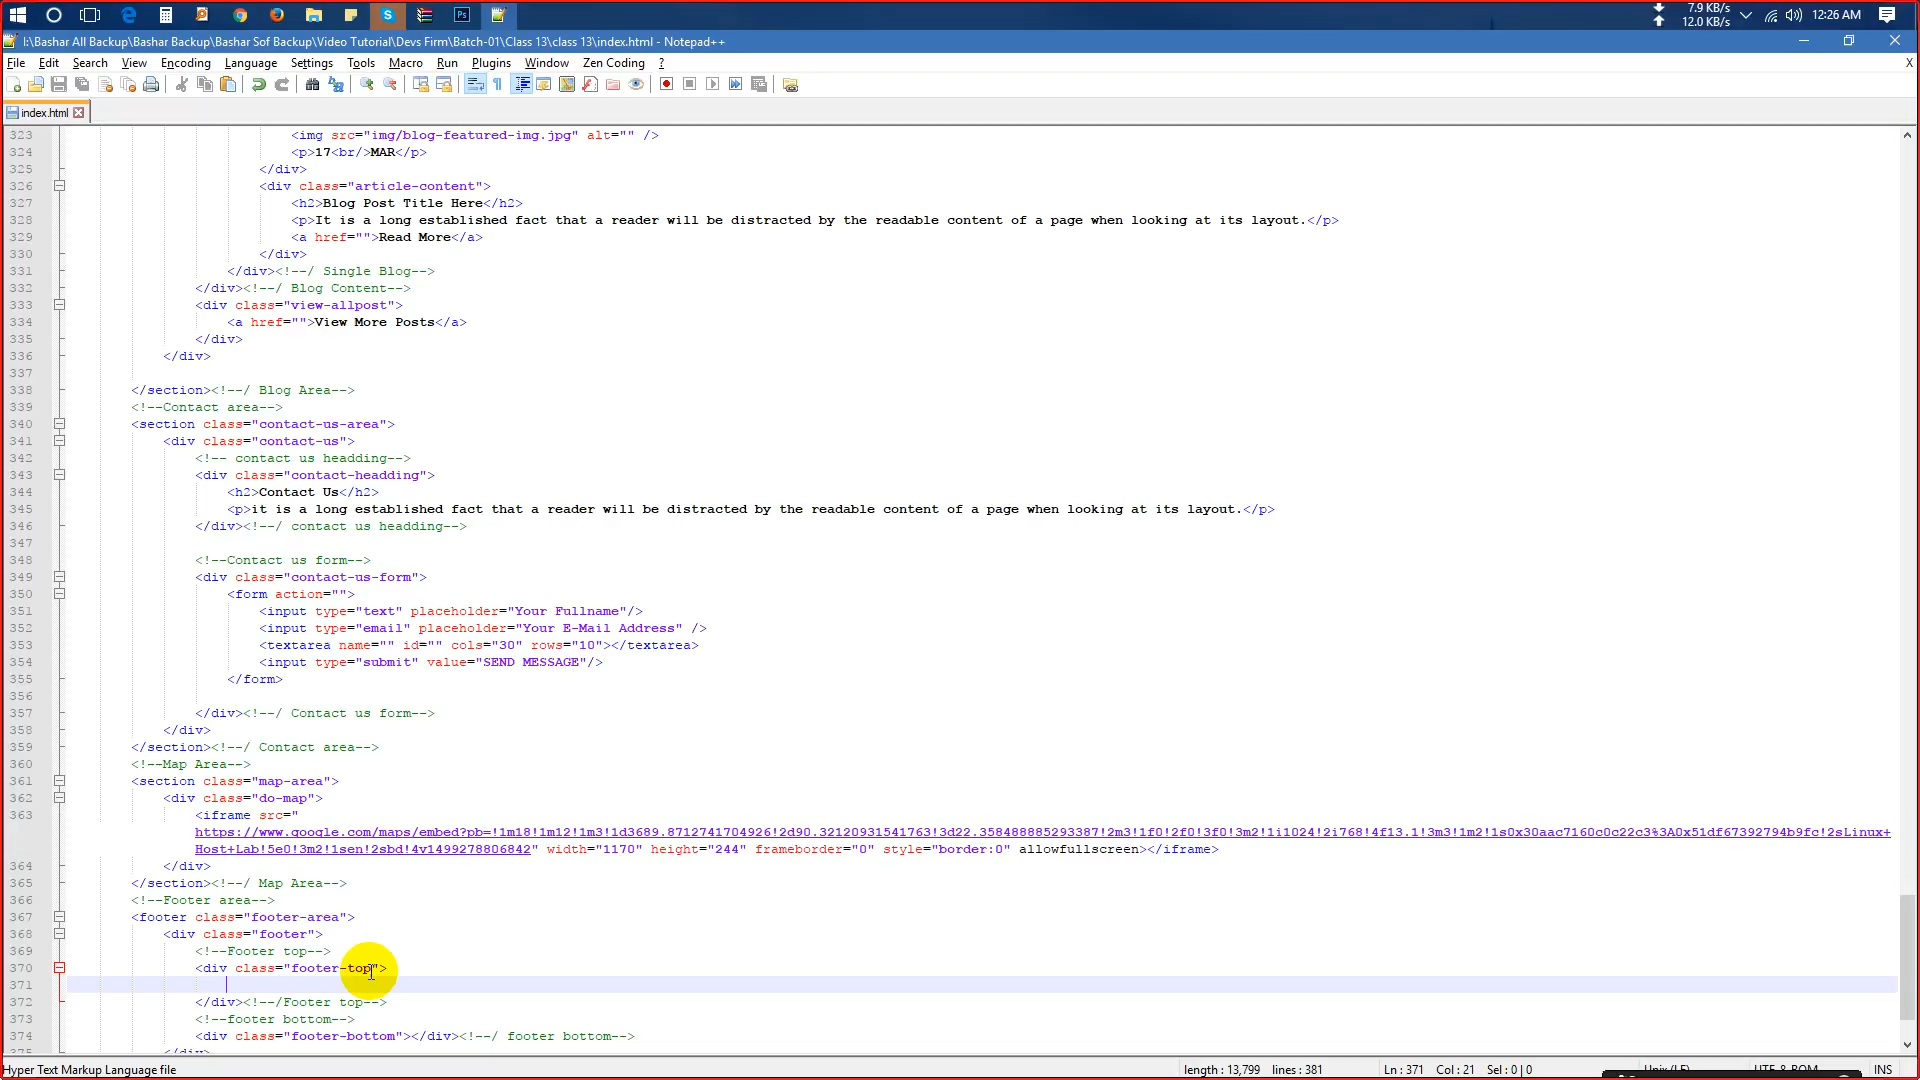 7.9 KB/s
12.0 KB/s
12:26 AM
I:\Bashar All Backup\Bashar Backup\Bashar Sof Backup\Video Tutorial\Devs Firm\Batch-01\Class 13\class 13\index.html - Notepad++
File Edit Search View Encoding Language Settings Tools Macro Run Plugins Window Zen Coding ? X
index.html
323 <img src="img/blog-featured-img.jpg" alt="" />
324 <p>17<br/>MAR</p>
325 </div>
326 <div class="article-content">
327 <h2>Blog Post Title Here</h2>
328 <p>It is a long established fact that a reader will be distracted by the readable content of a page when looking at its layout.</p>
329 <a href="">Read More</a>
330 </div>
331 </div><!--/ Single Blog-->
332 </div><!--/ Blog Content-->
333 <div class="view-allpost">
334 <a href="">View More Posts</a>
335 </div>
336 </div>
337
338 </section><!--/ Blog Area-->
339 <!--Contact area-->
340 <section class="contact-us-area">
341 <div class="contact-us">
342 <!-- contact us headding-->
343 <div class="contact-headding">
344 <h2>Contact Us</h2>
345 <p>it is a long established fact that a reader will be distracted by the readable content of a page when looking at its layout.</p>
346 </div><!--/ contact us headding-->
347
348 <!--Contact us form-->
349 <div class="contact-us-form">
350 <form action="">
351 <input type="text" placeholder="Your Fullname"/>
352 <input type="email" placeholder="Your E-Mail Address" />
353 <textarea name="" id="" cols="30" rows="10"></textarea>
354 <input type="submit" value="SEND MESSAGE"/>
355 </form>
356
357 </div><!--/ Contact us form-->
358 </div>
359 </section><!--/ Contact area-->
360 <!--Map Area-->
361 <section class="map-area">
362 <div class="do-map">
363 <iframe src="
https://www.google.com/maps/embed?pb=!1m18!1m12!1m3!1d3689.8712741704926!2d90.32120931541763!3d22.358488885293387!2m3!1f0!2f0!3f0!3m2!1i1024!2i768!4f13.1!3m3!1m2!1s0x30aac7160c0c22c3%3A0x51df67392794b9fc!2sLinux+
Host+Lab!5e0!3m2!1sen!2sbd!4v1499278806842" width="1170" height="244" frameborder="0" style="border:0" allowfullscreen></iframe>
364 </div>
365 </section><!--/ Map Area-->
366 <!--Footer area-->
367 <footer class="footer-area">
368 <div class="footer">
369 <!--Footer top-->
370 <div class="footer-top">
371
372 </div><!--/Footer top-->
373 <!--footer bottom-->
374 <div class="footer-bottom"></div><!--/ footer bottom-->
Hyper Text Markup Language file length : 13,799 lines : 381 Ln : 371 Col : 21 Sel : 0 | 0 INS